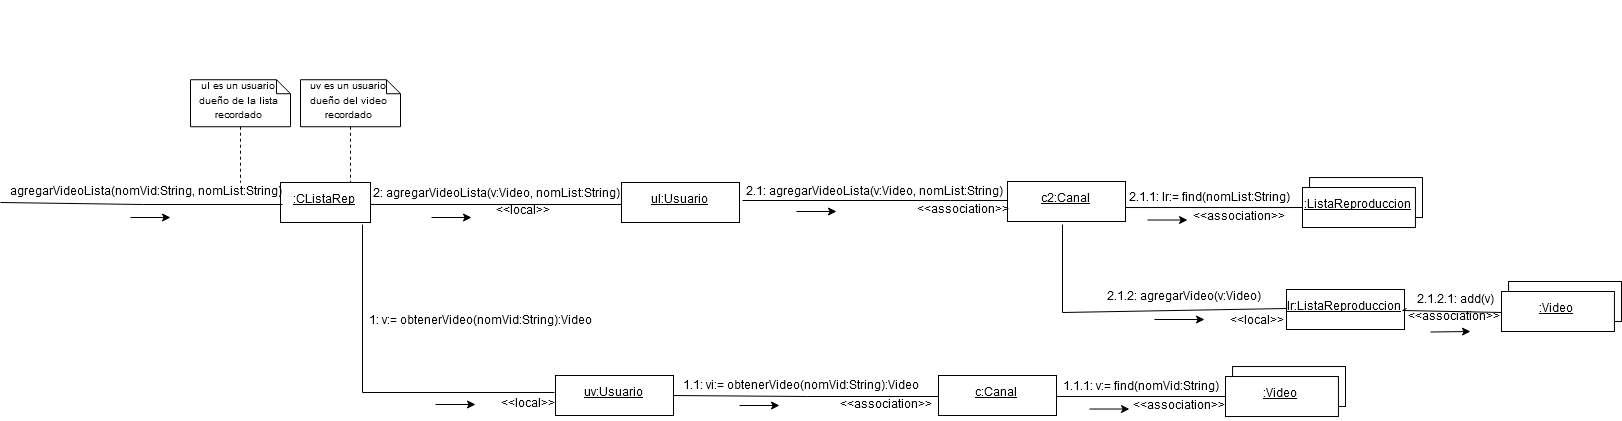 ul es un usuario
dueño de la lista
recordado
uv es un usuario
dueño del video
recordado
agregarVideoLista(nomVid:String, nomList:String)
:CListaRep
2: agregarVideoLista(v:Video, nomList:String)
<<local>>
ul:Usuario
2.1: agregarVideoLista(v:Video, nomList:String)
<<association>>
c2:Canal
2.1.1: lr:= find(nomList:String)
<<association>>
:ListaReproduccion
2.1.2: agregarVideo(v:Video)
<<local>>
lr:ListaReproduccion
2.1.2.1: add(v)
<<association>>
:Video
1: v:= obtenerVideo(nomVid:String):Video
<<local>>
uv:Usuario
1.1: vi:= obtenerVideo(nomVid:String):Video
<<association>>
c:Canal
1.1.1: v:= find(nomVid:String)
<<association>>
:Video